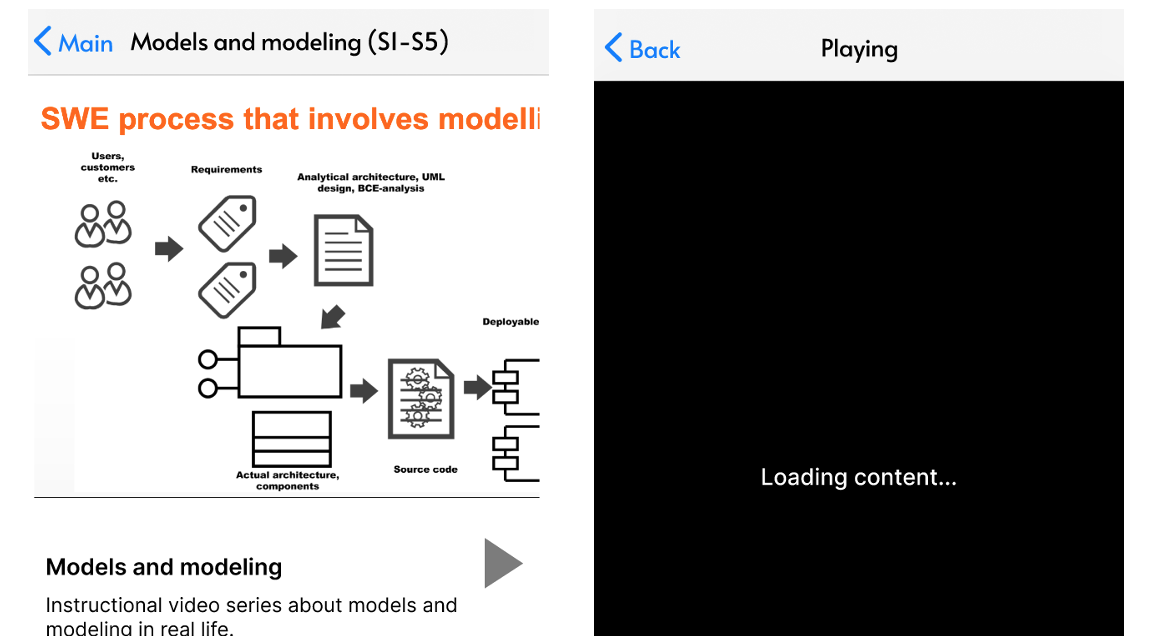 Main Models and modeling (S1-S5)
SWE process that involves modelli
Users,
customers
etc.
Requirements
Analytical architecture, UML
design, BCE-analysis
Deployable
Actual architecture,
components
Source code
Models and modeling
Instructional video series about models and
modeling in real life.
Back Playing
Loading content...